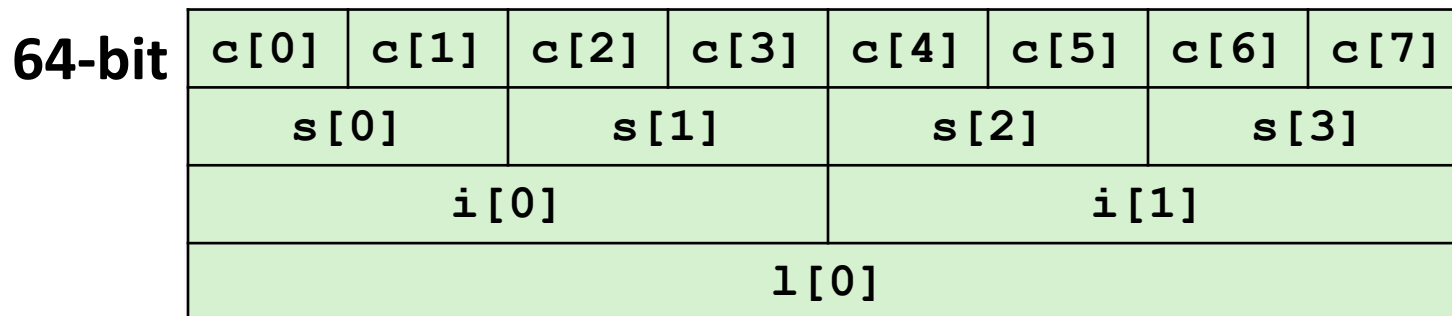 64-bit c[0] c[1] c[2] c[3] c[4] c[5] c[6] c[7]
s[0] s[1] s[2] s[3]
i[0] i[1]
l[0]